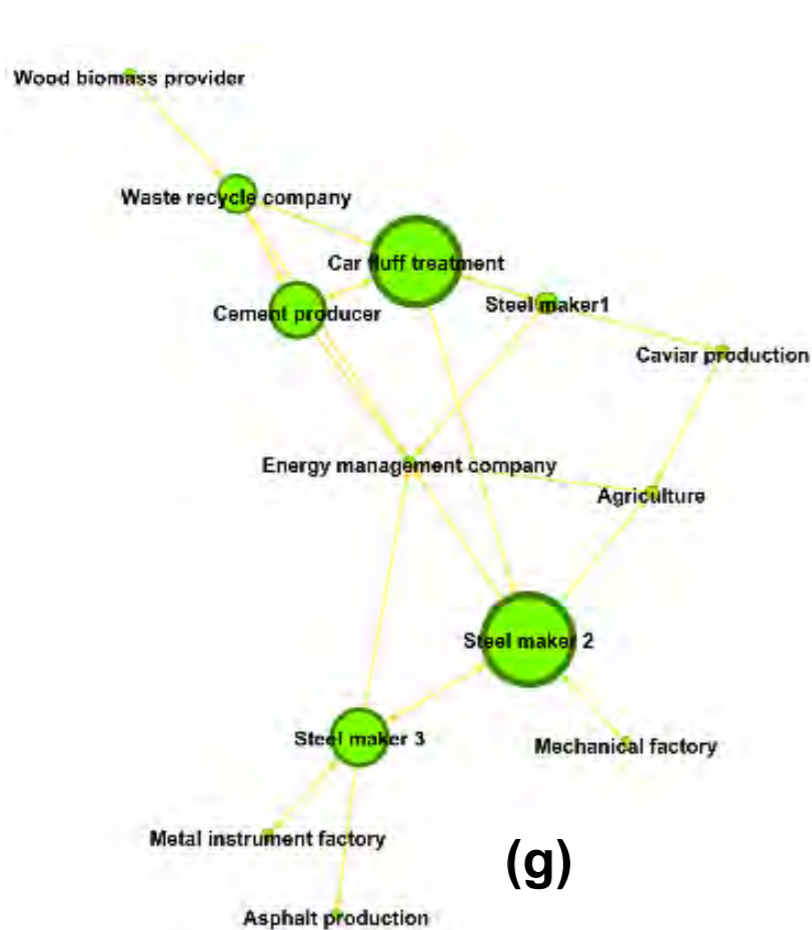 Wood biomass provider
Waste recycle company
Car fluff treatment
Steel maker1
Cement producer
Caviar production
Energy management company
Agriculture
Steel maker 2
Steel maker 3
Mechanical factory
Metal instrument factory
(g)
Asphalt production